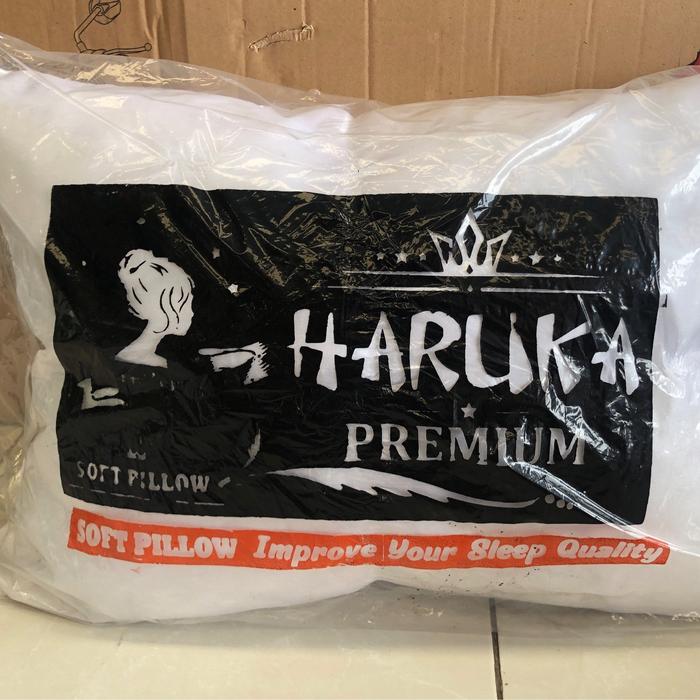 HARUKA
PREMIUM
SOFT PILLOW
SOFT PILLOW Improve Your Sleep Quality